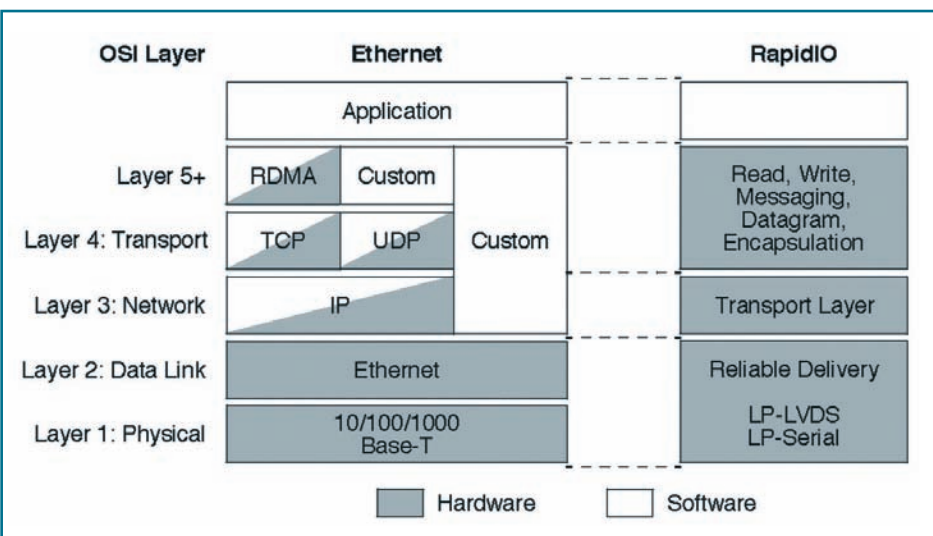 OSI Layer Ethernet RapidIO
Application
Layer 5+ RDMA Custom
Read, Write,
Messaging,
Datagram,
Encapsulation
Layer 4: Transport TCP UDP Custom
Layer 3: Network IP Transport Layer
Layer 2: Data Link Ethernet Reliable Delivery
Layer 1: Physical
10/100/1000
Base-T
LP-LVDS
LP-Serial
Hardware Software